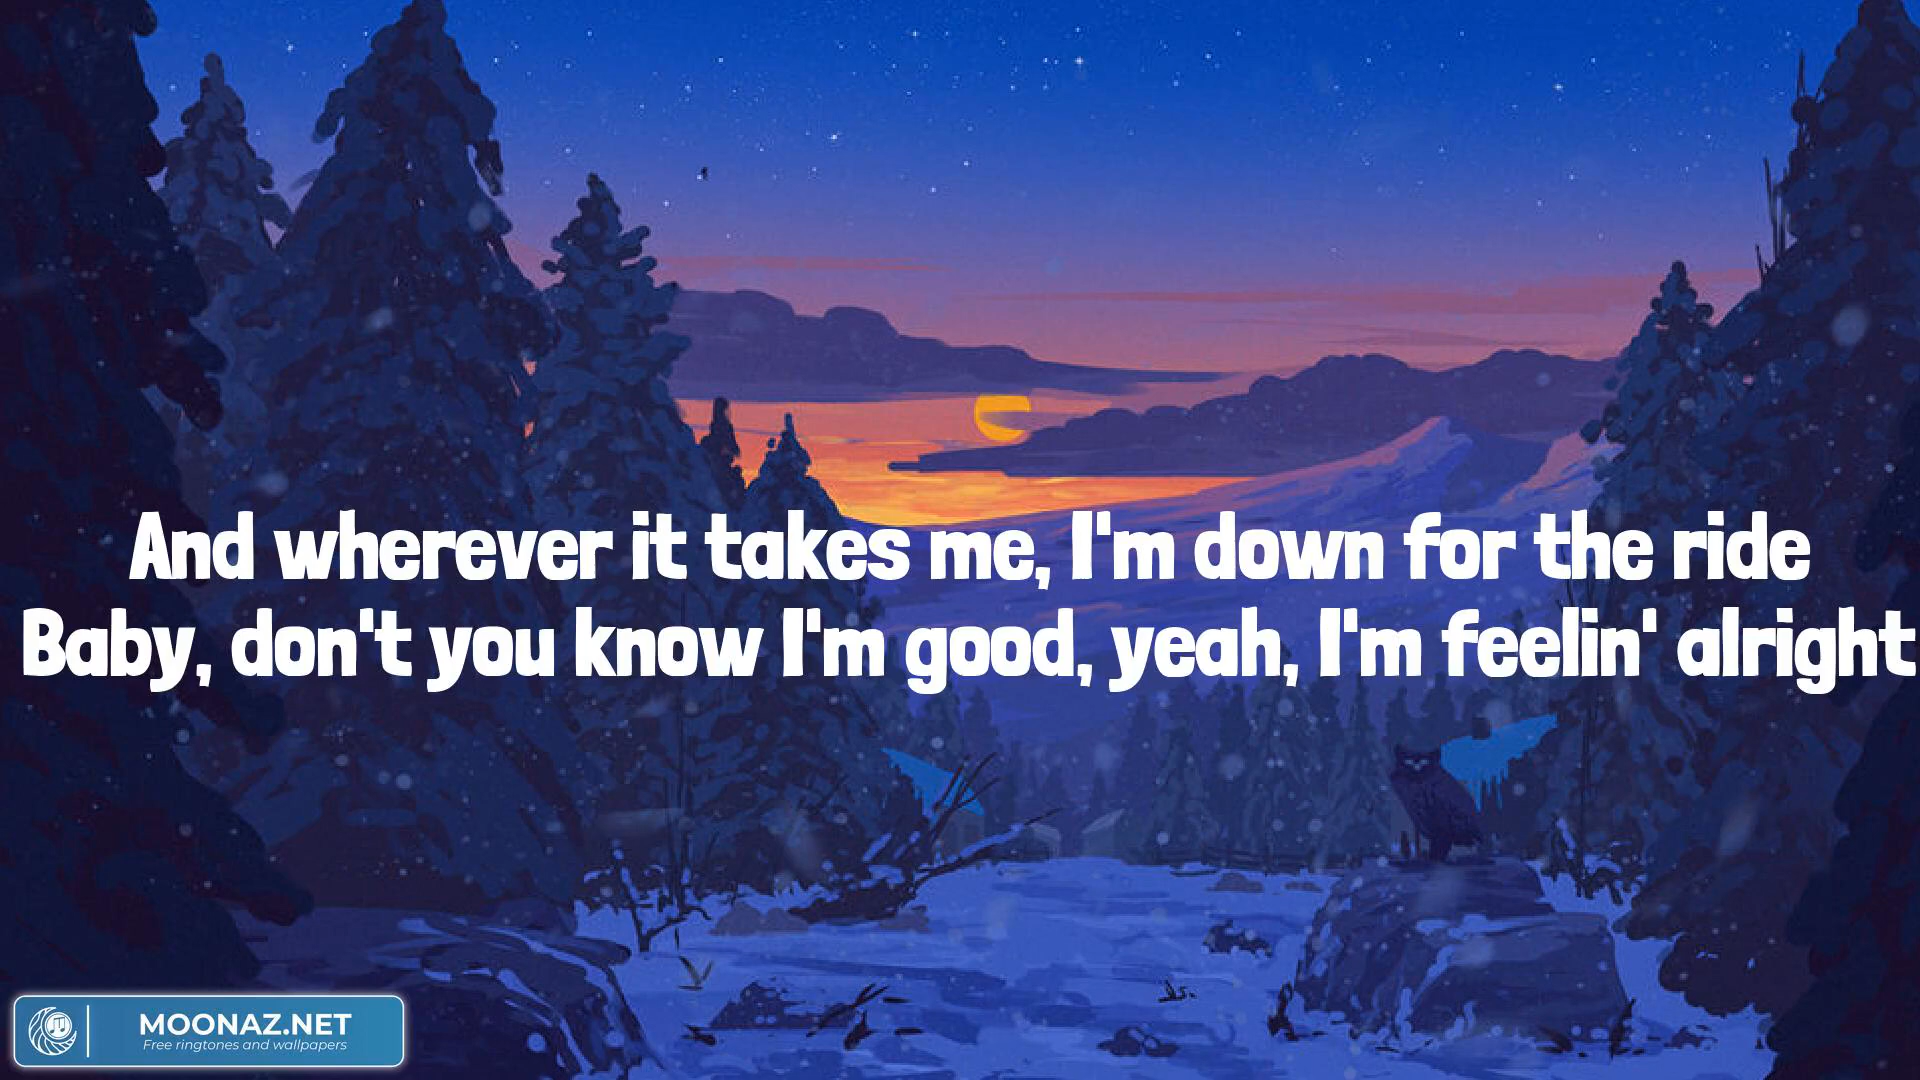 And wherever it takes me, I'm down for the ride
Baby, don't you know I'm good, yeah, I'm feelin' alright
MOONAZ.NET
Free ringtones and wallpapers